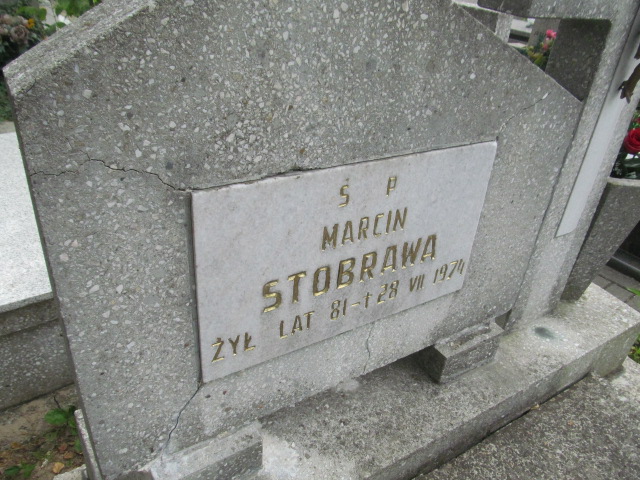 S P
MARCIN
STOBRAWA
ŻYŁ LAT 81-†28 VII 1974